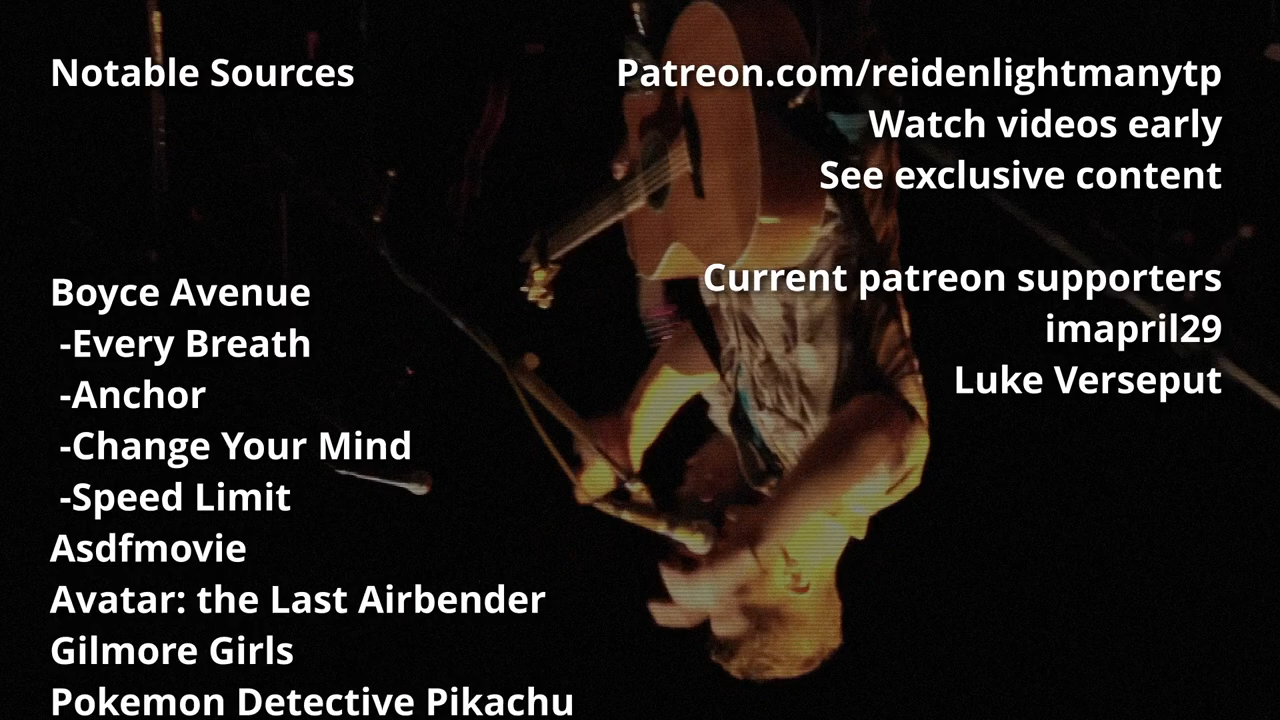 Notable Sources
Boyce Avenue
-Every Breath
-Anchor
-Change Your Mind
-Speed Limit
Asdfmovie
Avatar: the Last Airbender
Gilmore Girls
Pokemon Detective Pikachu
Patreon.com/reidenlightmanytp
Watch videos early
See exclusive content
Current patreon supporters
imapril29
Luke Verseput